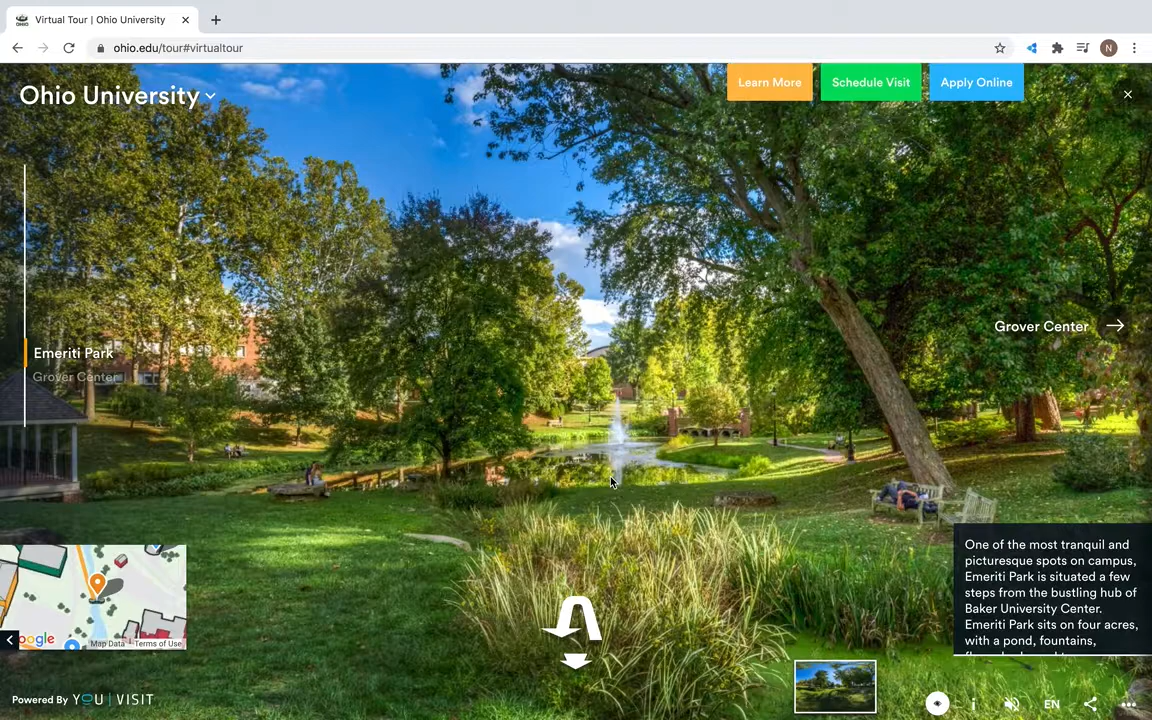 Virtual Tour | Ohio University
ohio.edu/tour#virtualtour
N
Ohio University
Learn More
Schedule Visit
Apply Online
Grover Center
Emeriti Park
Grover Center
One of the most tranquil and
picturesque spots on campus,
Emeriti Park is situated a few
steps from the bustling hub of
Baker University Center.
Emeriti Park sits on four acres,
with a pond, fountains,
Map Data
Terms of Use
Powered By YOU | VISIT
EN